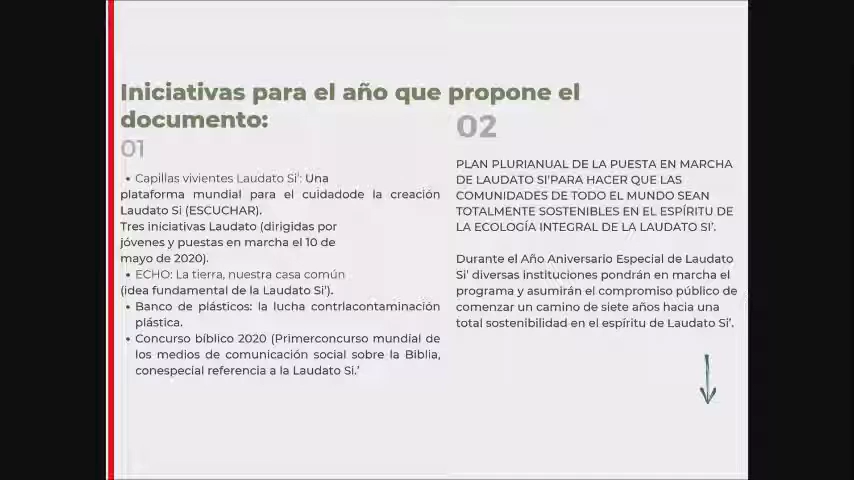 Iniciativas para el año que propone el
documento:
01
• Capillas vivientes Laudato Si’: Una
plataforma mundial para el cuidadode la creación
Laudato Si (ESCUCHAR).
Tres iniciativas Laudato (dirigidas por
jóvenes y puestas en marcha el 10 de
mayo de 2020).
• ECHO: La tierra, nuestra casa común
(idea fundamental de la Laudato Si’).
• Banco de plásticos: la lucha contrlacontaminación
plástica.
• Concurso bíblico 2020 (Primerconcurso mundial de
los medios de comunicación social sobre la Biblia,
conespecial referencia a la Laudato Si.’
02
PLAN PLURIANUAL DE LA PUESTA EN MARCHA
DE LAUDATO SI’PARA HACER QUE LAS
COMUNIDADES DE TODO EL MUNDO SEAN
TOTALMENTE SOSTENIBLES EN EL ESPÍRITU DE
LA ECOLOGÍA INTEGRAL DE LA LAUDATO SI’.
Durante el Año Aniversario Especial de Laudato
Si’ diversas instituciones pondrán en marcha el
programa y asumirán el compromiso público de
comenzar un camino de siete años hacia una
total sostenibilidad en el espíritu de Laudato Si’.